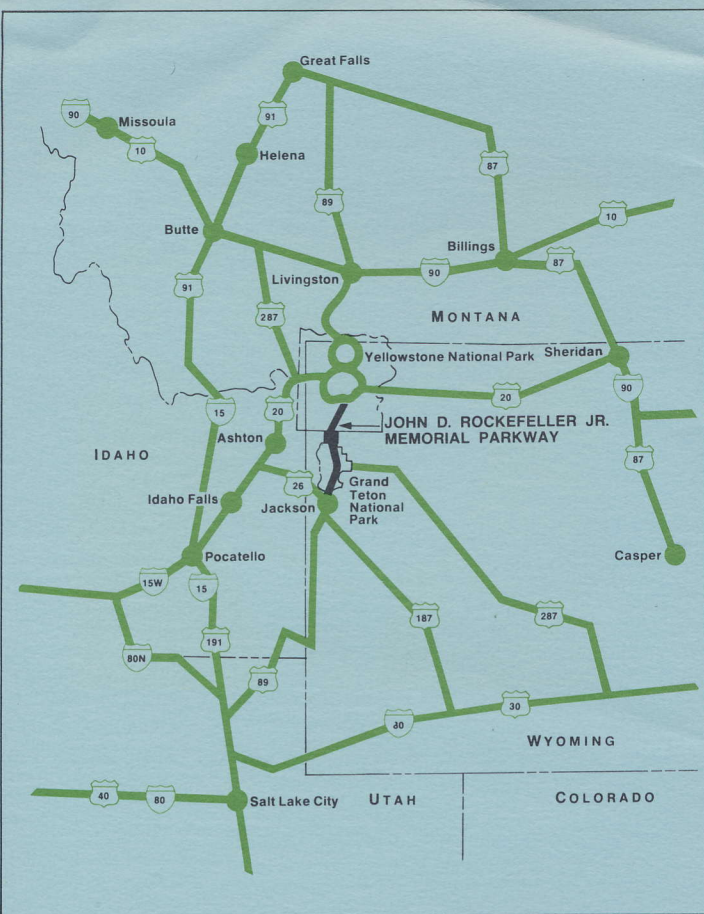 Great Falls
90
Missoula
91
10
Helena
87
89
10
Butte
Billings
87
Livingston
90
91
287
MONTANA
Yellowstone National Park
Sheridan
90
20
15
20
JOHN D. ROCKEFELLER JR.
MEMORIAL PARKWAY
Ashton
IDAHO
87
26
Grand
Teton
National
Park
Idaho Falls
Jackson
Pocatello
Casper
15W
15
187
287
191
80N
89
30
80
WYOMING
40
80
Salt Lake City
UTAH
COLORADO